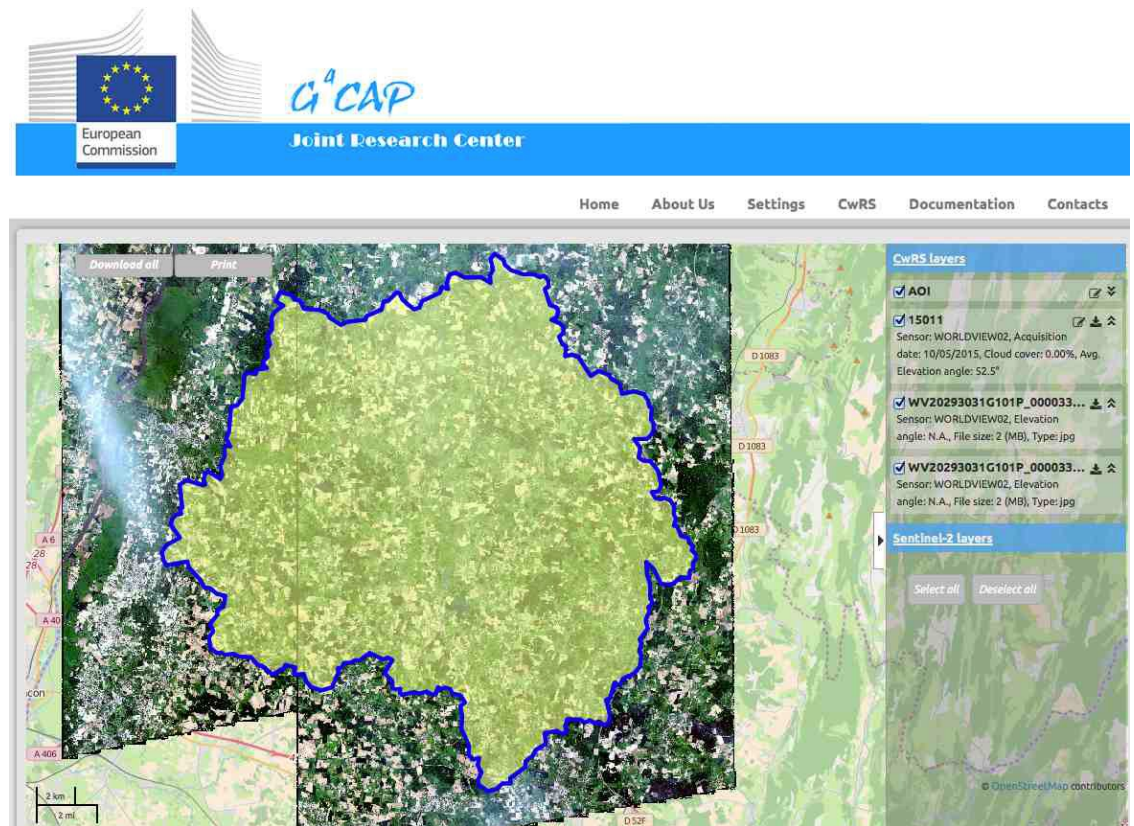 European
Commission
G4CAP
Joint Research Center
Home About Us Settings CwRS Documentation Contacts
+
-
Download all Print
CwRS layers
AOI
15011
Sensor: WORLDVIEW02, Acquisition
date: 10/05/2015, Cloud cover: 0.00%, Avg.
Elevation angle: 52.5°
WV20293031G101P_000033...
Sensor: WORLDVIEW02, Elevation
angle: N.A., File size: 2 (MB), Type: jpg
WV20293031G101P_000033...
Sensor: WORLDVIEW02, Elevation
angle: N.A., File size: 2 (MB), Type: jpg
Sentinel-2 layers
Select all Deselect all
D 1083
D 1083
D 1083
A 6
28
28
A 40
A 406
2 km
2 mi
D 52F
© OpenStreetMap contributors